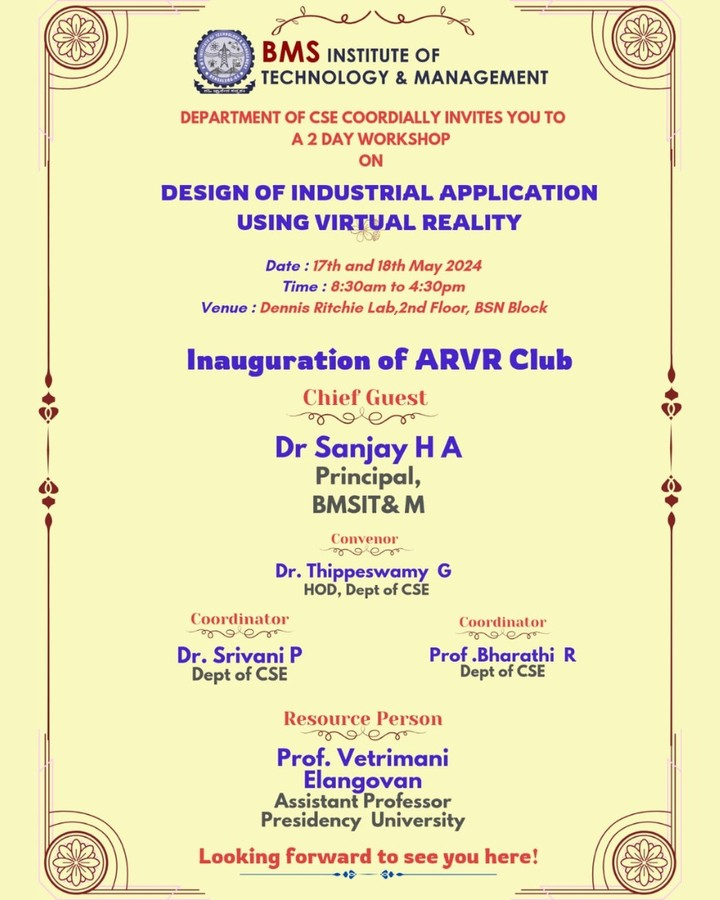 BMS INSTITUTE OF
TECHNOLOGY & MANAGEMENT
DEPARTMENT OF CSE COORDIALLY INVITES YOU TO
A 2 DAY WORKSHOP
ON
DESIGN OF INDUSTRIAL APPLICATION
USING VIRTUAL REALITY
Date : 17th and 18th May 2024
Time : 8:30am to 4:30pm
Venue : Dennis Ritchie Lab,2nd Floor, BSN Block
Inauguration of ARVR Club
Chief Guest
Dr Sanjay H A
Principal,
BMSIT& M
Convenor
Dr. Thippeswamy G
HOD, Dept of CSE
Coordinator
Dr. Srivani P
Dept of CSE
Coordinator
Prof .Bharathi R
Dept of CSE
Resource Person
Prof. Vetrimani
Elangovan
Assistant Professor
Presidency University
Looking forward to see you here!